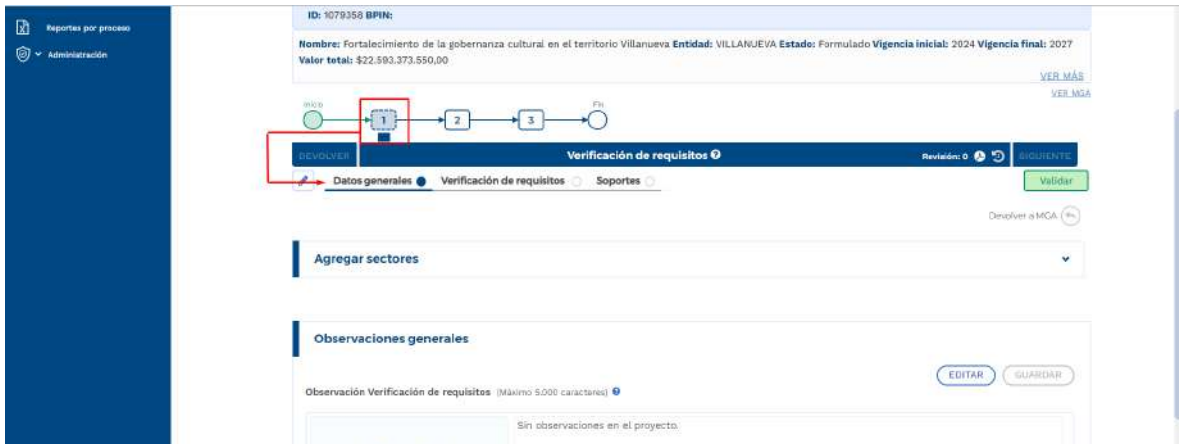 Reportes por proceso
Administración
ID: 1079358 BPIN:
Nombre: Fortalecimiento de la gobernanza cultural en el territorio Villanueva Entidad: VILLANUEVA Estado: Formulado Vigencia inicial: 2024 Vigencia final: 2027
Valor total: $22.593.373.550,00
VER MÁS
VER MGA
Inicio
Fin
1
2
3
DEVOLVER
Verificación de requisitos
Revisión: 0
SIGUIENTE
Datos generales
Verificación de requisitos
Soportes
Validar
Devolver a MGA
Agregar sectores
Observaciones generales
EDITAR
GUARDAR
Observación Verificación de requisitos (Máximo 5.000 caracteres)
Sin observaciones en el proyecto.